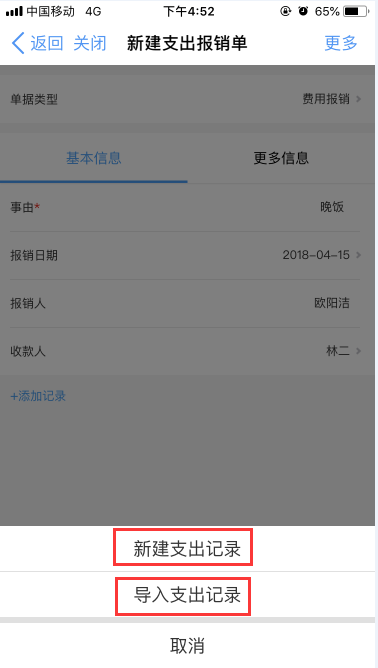 中国移动 4G 下午4:52 65%
返回 关闭 新建支出报销单 更多
单据类型 费用报销
基本信息 更多信息
事由* 晚饭
报销日期 2018-04-15
报销人 欧阳洁
收款人 林二
+添加记录
新建支出记录
导入支出记录
取消